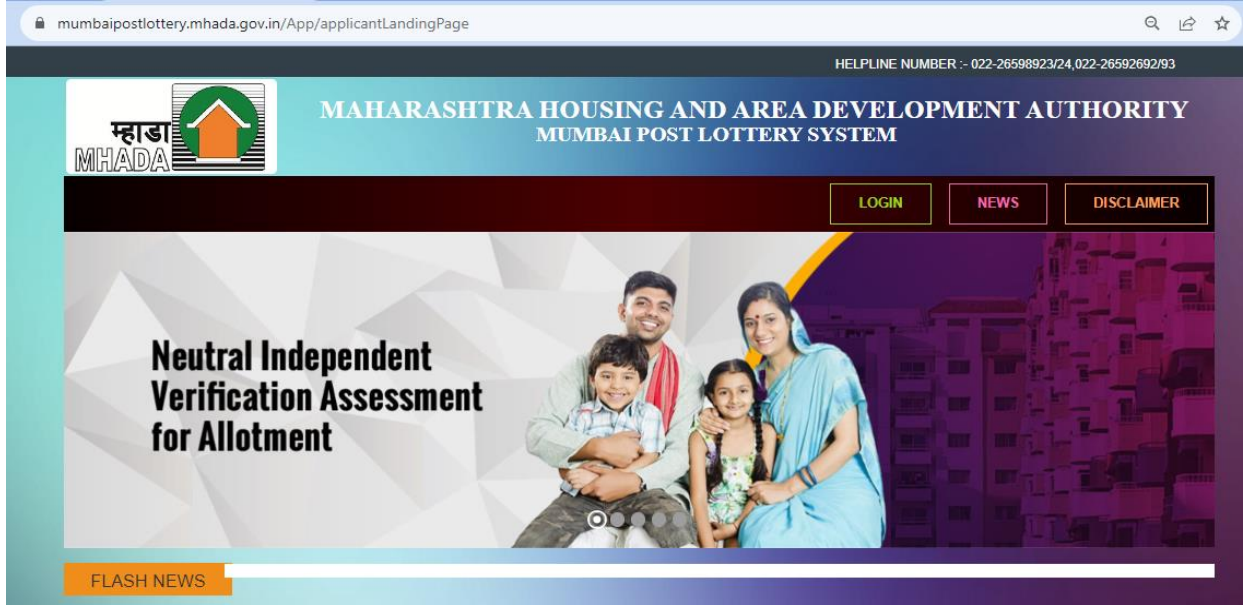 mumbaipostlottery.mhada.gov.in/App/applicantLandingPage
HELPLINE NUMBER :- 022-26598923/24,022-26592692/93
म्हाडा
MHADA
MAHARASHTRA HOUSING AND AREA DEVELOPMENT AUTHORITY
MUMBAI POST LOTTERY SYSTEM
LOGIN NEWS DISCLAIMER
Neutral Independent
Verification Assessment
for Allotment
FLASH NEWS